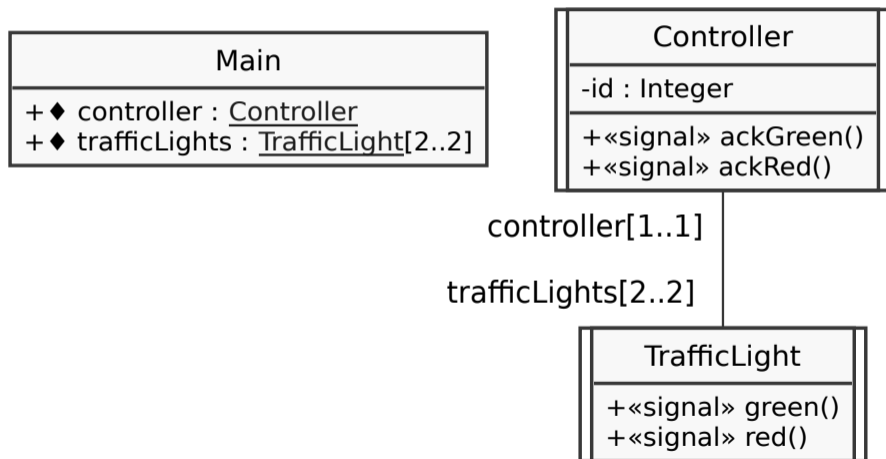 Main
+♦ controller : Controller
+♦ trafficLights : TrafficLight[2..2]
Controller
-id : Integer
+«signal» ackGreen()
+«signal» ackRed()
controller[1..1]
trafficLights[2..2]
TrafficLight
+«signal» green()
+«signal» red()